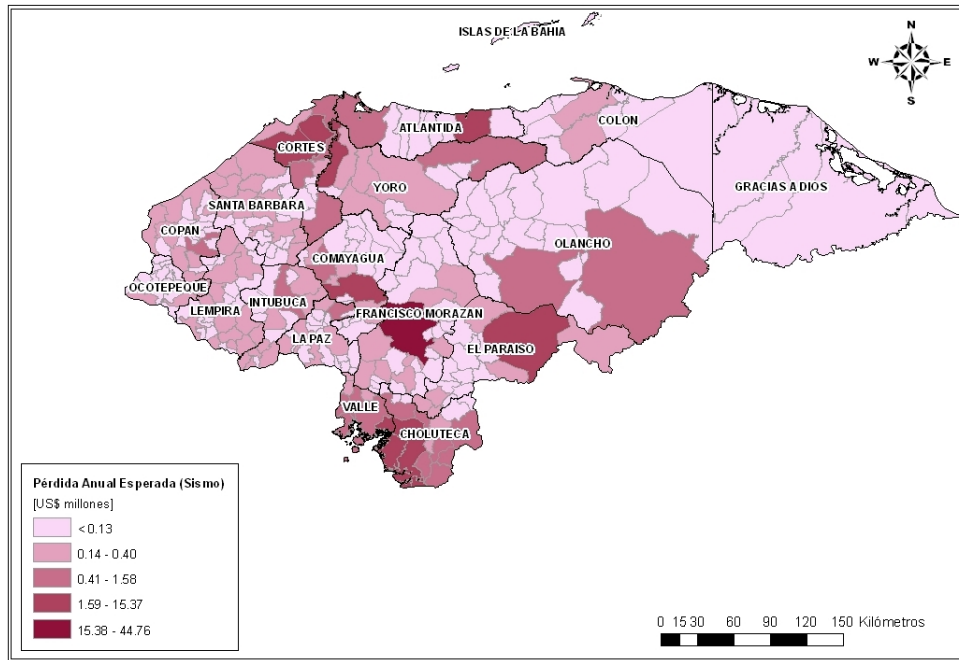 ISLAS DE LA BAHIA
N
W E
S
ATLANTIDA
COLON
CORTES
YORO
GRACIAS A DIOS
SANTA BARBARA
COPAN
OLANCHO
COMAYAGUA
OCOTEPEQUE
INTIBUCA
LEMPIRA
FRANCISCO MORAZAN
LA PAZ
EL PARAISO
VALLE
CHOLUTECA
Pérdida Anual Esperada (Sismo)
[US$ millones]
< 0.13
0.14 - 0.40
0.41 - 1.58
1.59 - 15.37
15.38 - 44.76
0 15 30 60 90 120 150 Kilómetros